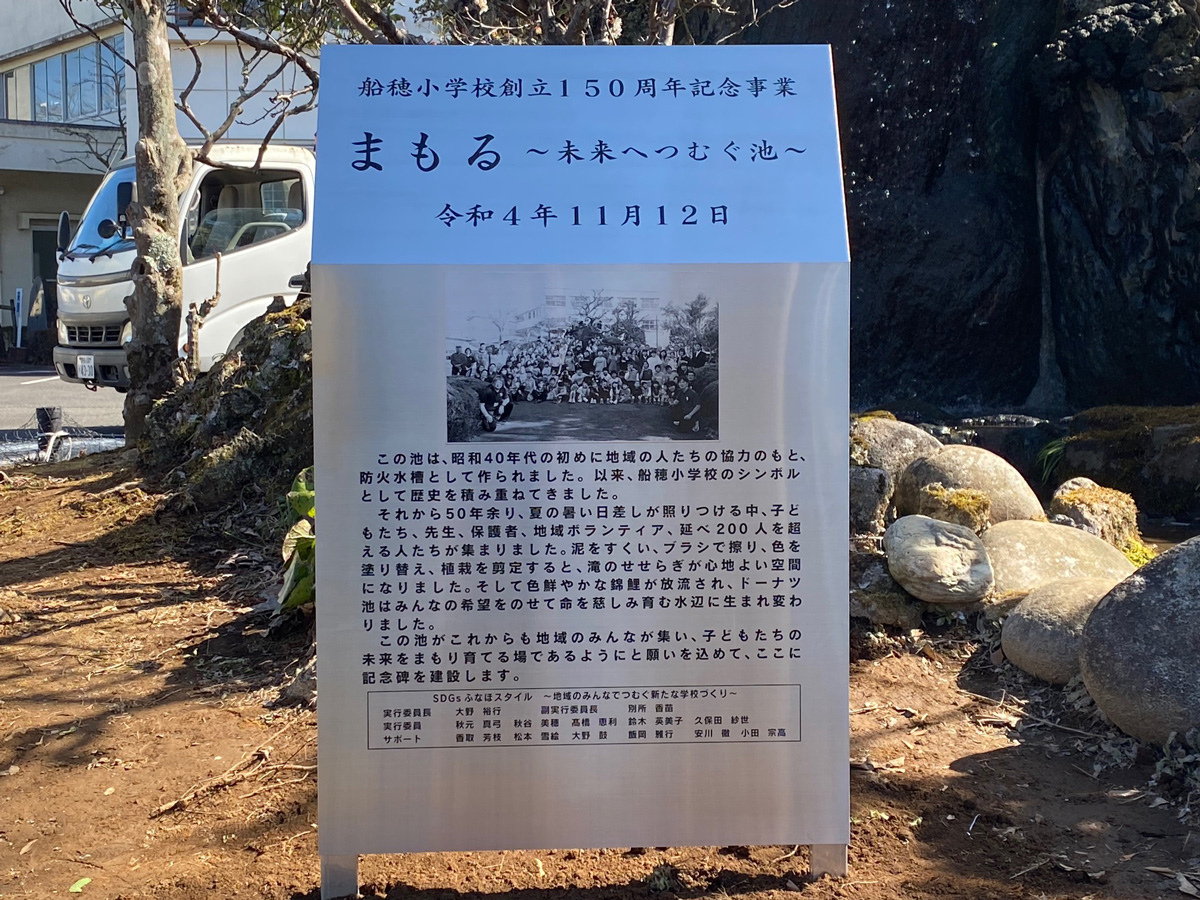 船穂小学校創立150周年記念事業
まもる ～未来へつむぐ池～
令和4年11月12日
この池は、昭和40年代の初めに地域の人たちの協力のもと、
防火水槽として作られました。以来、船穂小学校のシンボル
として歴史を積み重ねてきました。
それから50年余り、夏の暑い日差しが照りつける中、子ど
もたち、先生、保護者、地域ボランティア、延べ200人を超
える人たちが集まりました。泥をすくい、ブラシで擦り、色を
塗り替え、植栽を剪定すると、滝のせせらぎが心地よい空間
になりました。そして色鮮やかな錦鯉が放流され、ドーナツ
池はみんなの希望をのせて命を慈しみ育む水辺に生まれ変わ
りました。
この池がこれからも地域のみんなが集い、子どもたちの
未来をまもり育てる場であるようにと願いを込めて、ここに
記念碑を建設します。
SDGs ふなほスタイル ～地域のみんなでつむぐ新たな学校づくり～
実行委員長 大野 裕行 副実行委員長 別所 香苗
実行委員 秋元 真弓 秋谷 美穂 髙橋 恵利 鈴木 英美子 久保田 紗世
サポート 香取 芳枝 松本 雪絵 大野 鼓 飯岡 雅行 安川 徹 小田 宗高